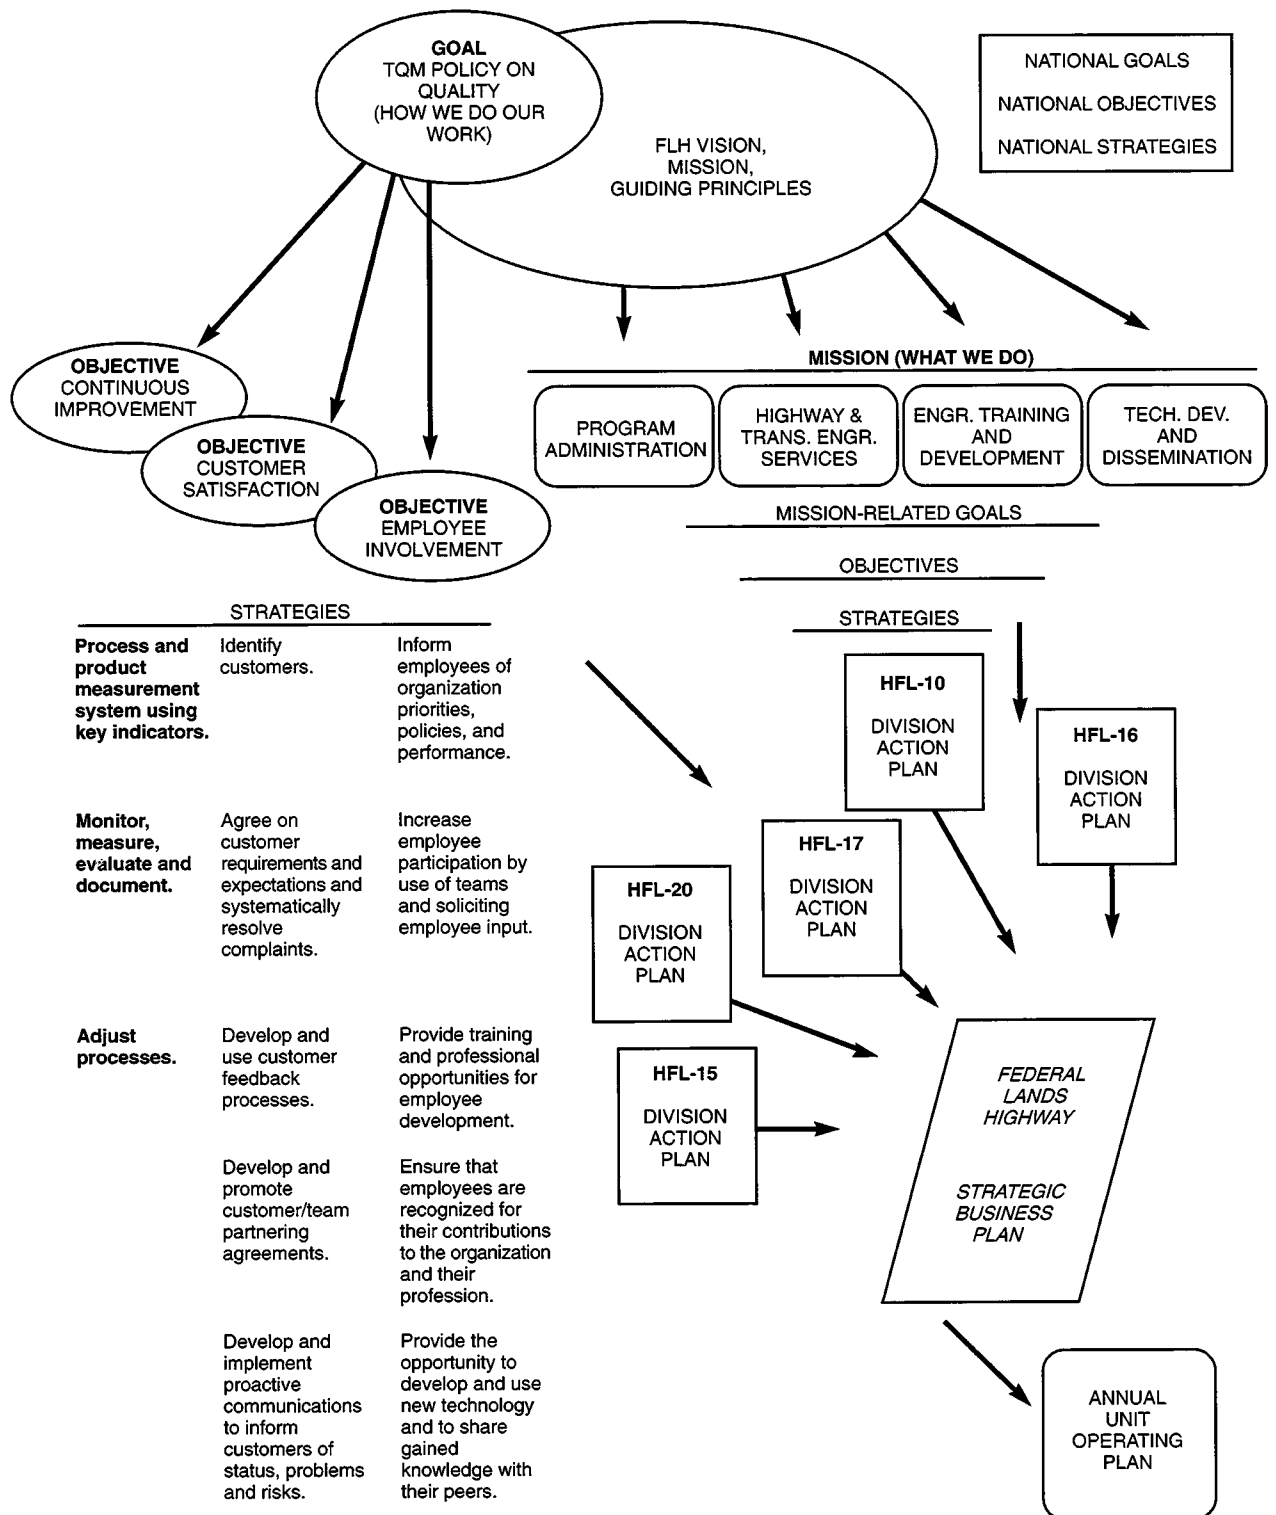 GOAL
TQM POLICY ON
QUALITY
(HOW WE DO OUR
WORK)
FLH VISION,
MISSION,
GUIDING PRINCIPLES
NATIONAL GOALS
NATIONAL OBJECTIVES
NATIONAL STRATEGIES
OBJECTIVE
CONTINUOUS
IMPROVEMENT
OBJECTIVE
CUSTOMER
SATISFACTION
OBJECTIVE
EMPLOYEE
INVOLVEMENT
MISSION (WHAT WE DO)
PROGRAM
ADMINISTRATION
HIGHWAY &
TRANS. ENGR.
SERVICES
ENGR. TRAINING
AND
DEVELOPMENT
TECH. DEV.
AND
DISSEMINATION
MISSION-RELATED GOALS
OBJECTIVES
STRATEGIES
STRATEGIES
Process and
product
measurement
system using
key indicators.
Identify
customers.
Inform
employees of
organization
priorities,
policies, and
performance.
Monitor,
measure,
evaluate and
document.
Agree on
customer
requirements and
expectations and
systematically
resolve
complaints.
Increase
employee
participation by
use of teams
and soliciting
employee input.
Adjust
processes.
Develop and
use customer
feedback
processes.
Provide training
and professional
opportunities for
employee
development.
Develop and
promote
customer/team
partnering
agreements.
Ensure that
employees are
recognized for
their contributions
to the organization
and their
profession.
Develop and
implement
proactive
communications
to inform
customers of
status, problems
and risks.
Provide the
opportunity to
develop and use
new technology
and to share
gained
knowledge with
their peers.
HFL-10
DIVISION
ACTION
PLAN
HFL-16
DIVISION
ACTION
PLAN
HFL-17
DIVISION
ACTION
PLAN
HFL-20
DIVISION
ACTION
PLAN
HFL-15
DIVISION
ACTION
PLAN
FEDERAL
LANDS
HIGHWAY
STRATEGIC
BUSINESS
PLAN
ANNUAL
UNIT
OPERATING
PLAN